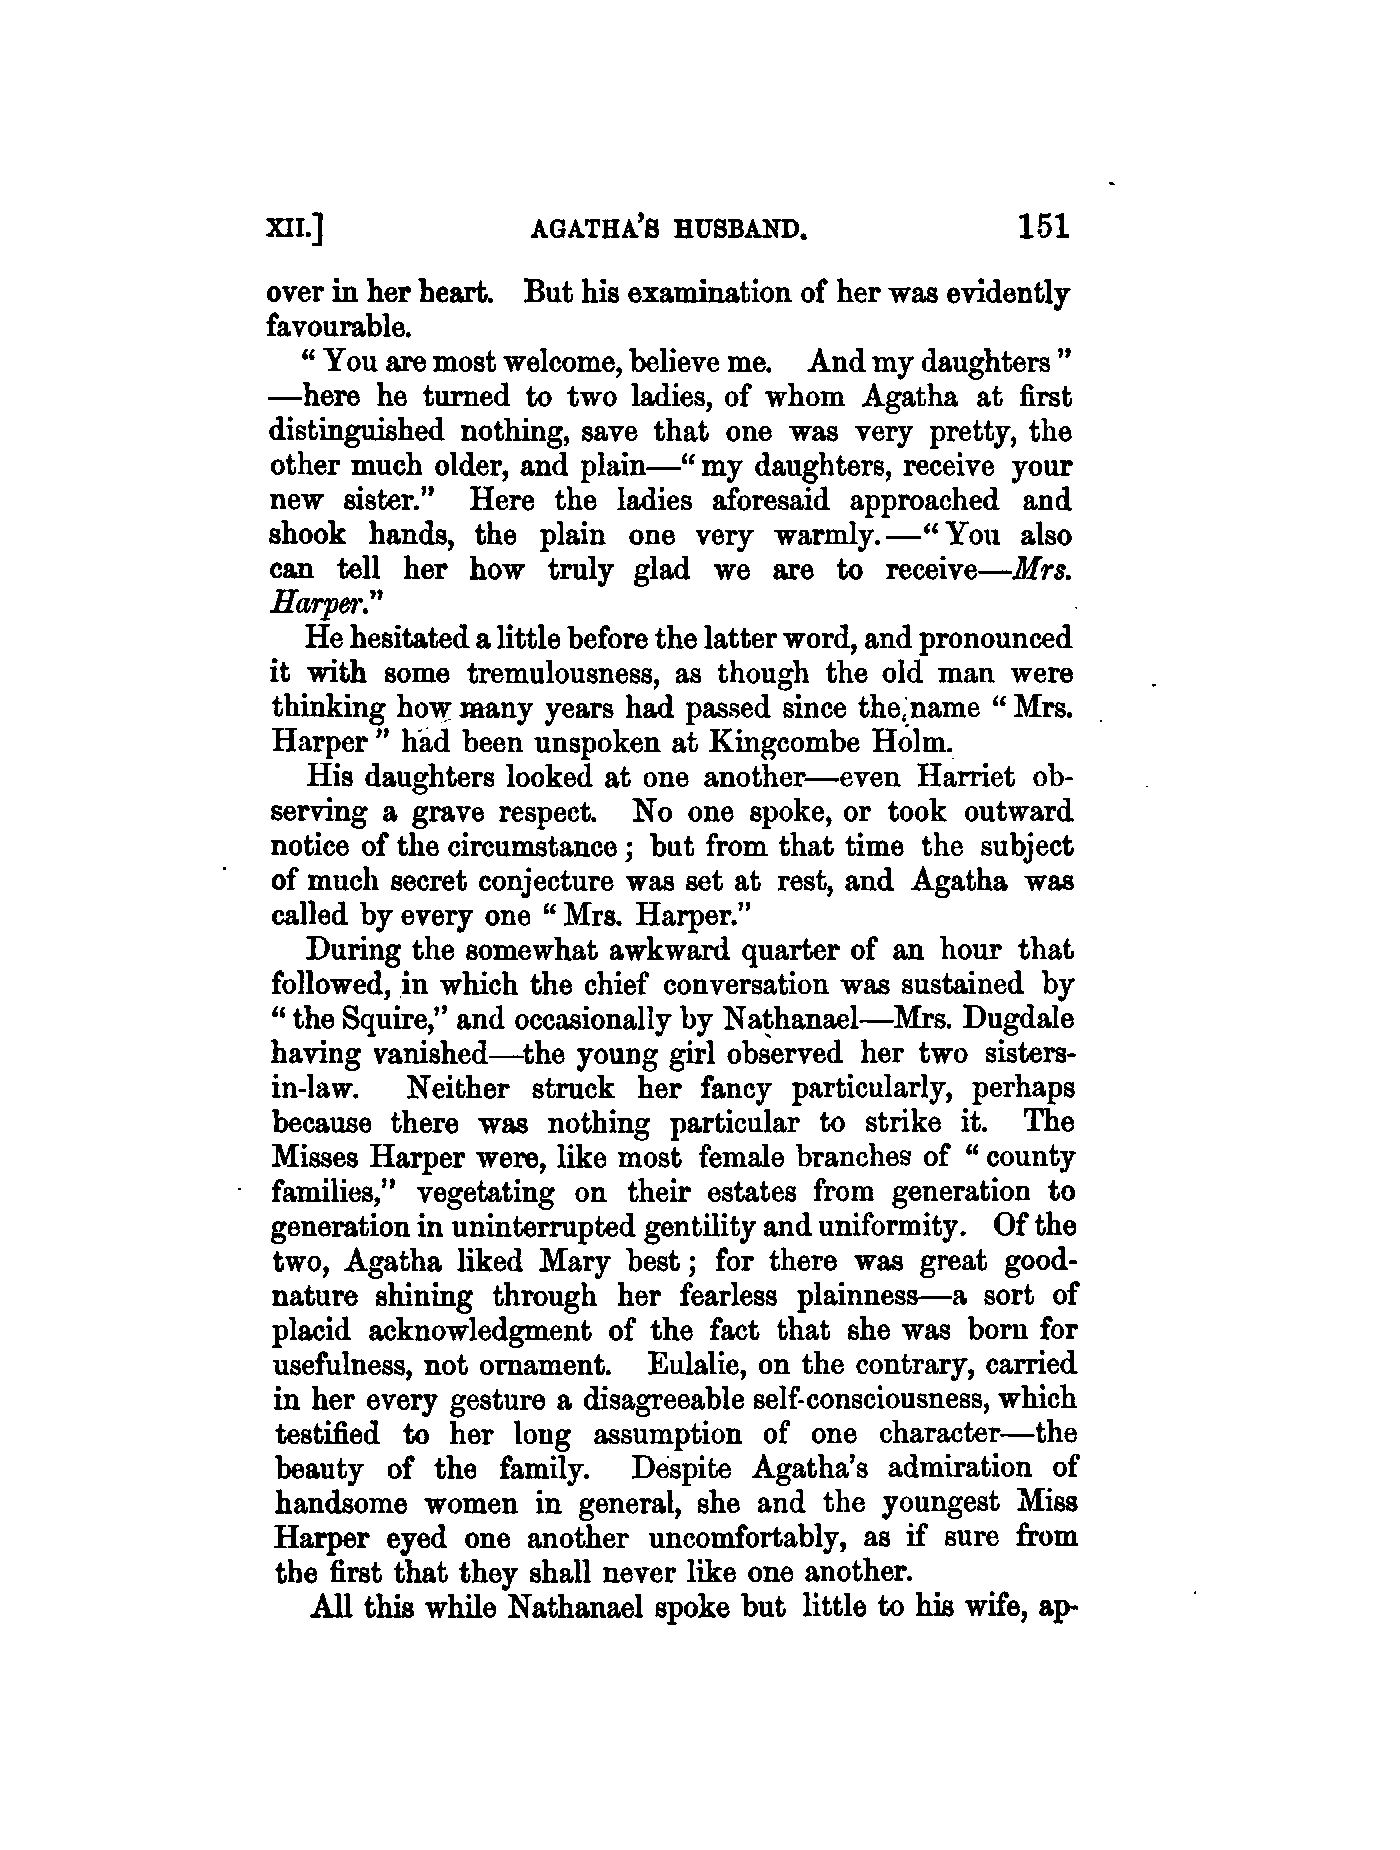 XII.] AGATHA'S HUSBAND. 151
over in her heart. But his examination of her was evidently
favourable.
“ You are most welcome, believe me. And my daughters ”
—here he turned to two ladies, of whom Agatha at first
distinguished nothing, save that one was very pretty, the
other much older, and plain—“ my daughters, receive your
new sister.” Here the ladies aforesaid approached and
shook hands, the plain one very warmly.—“ You also
can tell her how truly glad we are to receive—Mrs.
Harper.”
He hesitated a little before the latter word, and pronounced
it with some tremulousness, as though the old man were
thinking how many years had passed since the name “ Mrs.
Harper ” had been unspoken at Kingcombe Holm.
His daughters looked at one another—even Harriet ob-
serving a grave respect. No one spoke, or took outward
notice of the circumstance ; but from that time the subject
of much secret conjecture was set at rest, and Agatha was
called by every one “ Mrs. Harper.”
During the somewhat awkward quarter of an hour that
followed, in which the chief conversation was sustained by
“ the Squire,” and occasionally by Nathanael—Mrs. Dugdale
having vanished—the young girl observed her two sisters-
in-law. Neither struck her fancy particularly, perhaps
because there was nothing particular to strike it. The
Misses Harper were, like most female branches of “ county
families,” vegetating on their estates from generation to
generation in uninterrupted gentility and uniformity. Of the
two, Agatha liked Mary best ; for there was great good-
nature shining through her fearless plainness—a sort of
placid acknowledgment of the fact that she was born for
usefulness, not ornament. Eulalie, on the contrary, carried
in her every gesture a disagreeable self-consciousness, which
testified to her long assumption of one character—the
beauty of the family. Despite Agatha's admiration of
handsome women in general, she and the youngest Miss
Harper eyed one another uncomfortably, as if sure from
the first that they shall never like one another.
All this while Nathanael spoke but little to his wife, ap-